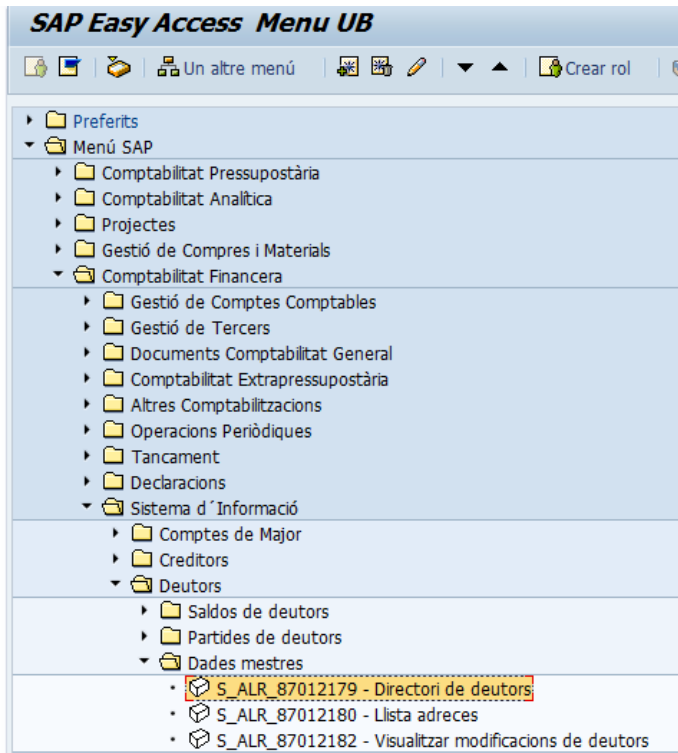 SAP Easy Access Menu UB
Un altre menú Crear rol
Preferits
Menú SAP
Comptabilitat Pressupostària
Comptabilitat Analítica
Projectes
Gestió de Compres i Materials
Comptabilitat Financera
Gestió de Comptes Comptables
Gestió de Tercers
Documents Comptabilitat General
Comptabilitat Extrapressupostària
Altres Comptabilitzacions
Operacions Periòdiques
Tancament
Declaracions
Sistema d´Informació
Comptes de Major
Creditors
Deutors
Saldos de deutors
Partides de deutors
Dades mestres
S_ALR_87012179 - Directori de deutors
S_ALR_87012180 - Llista adreces
S_ALR_87012182 - Visualitzar modificacions de deutors